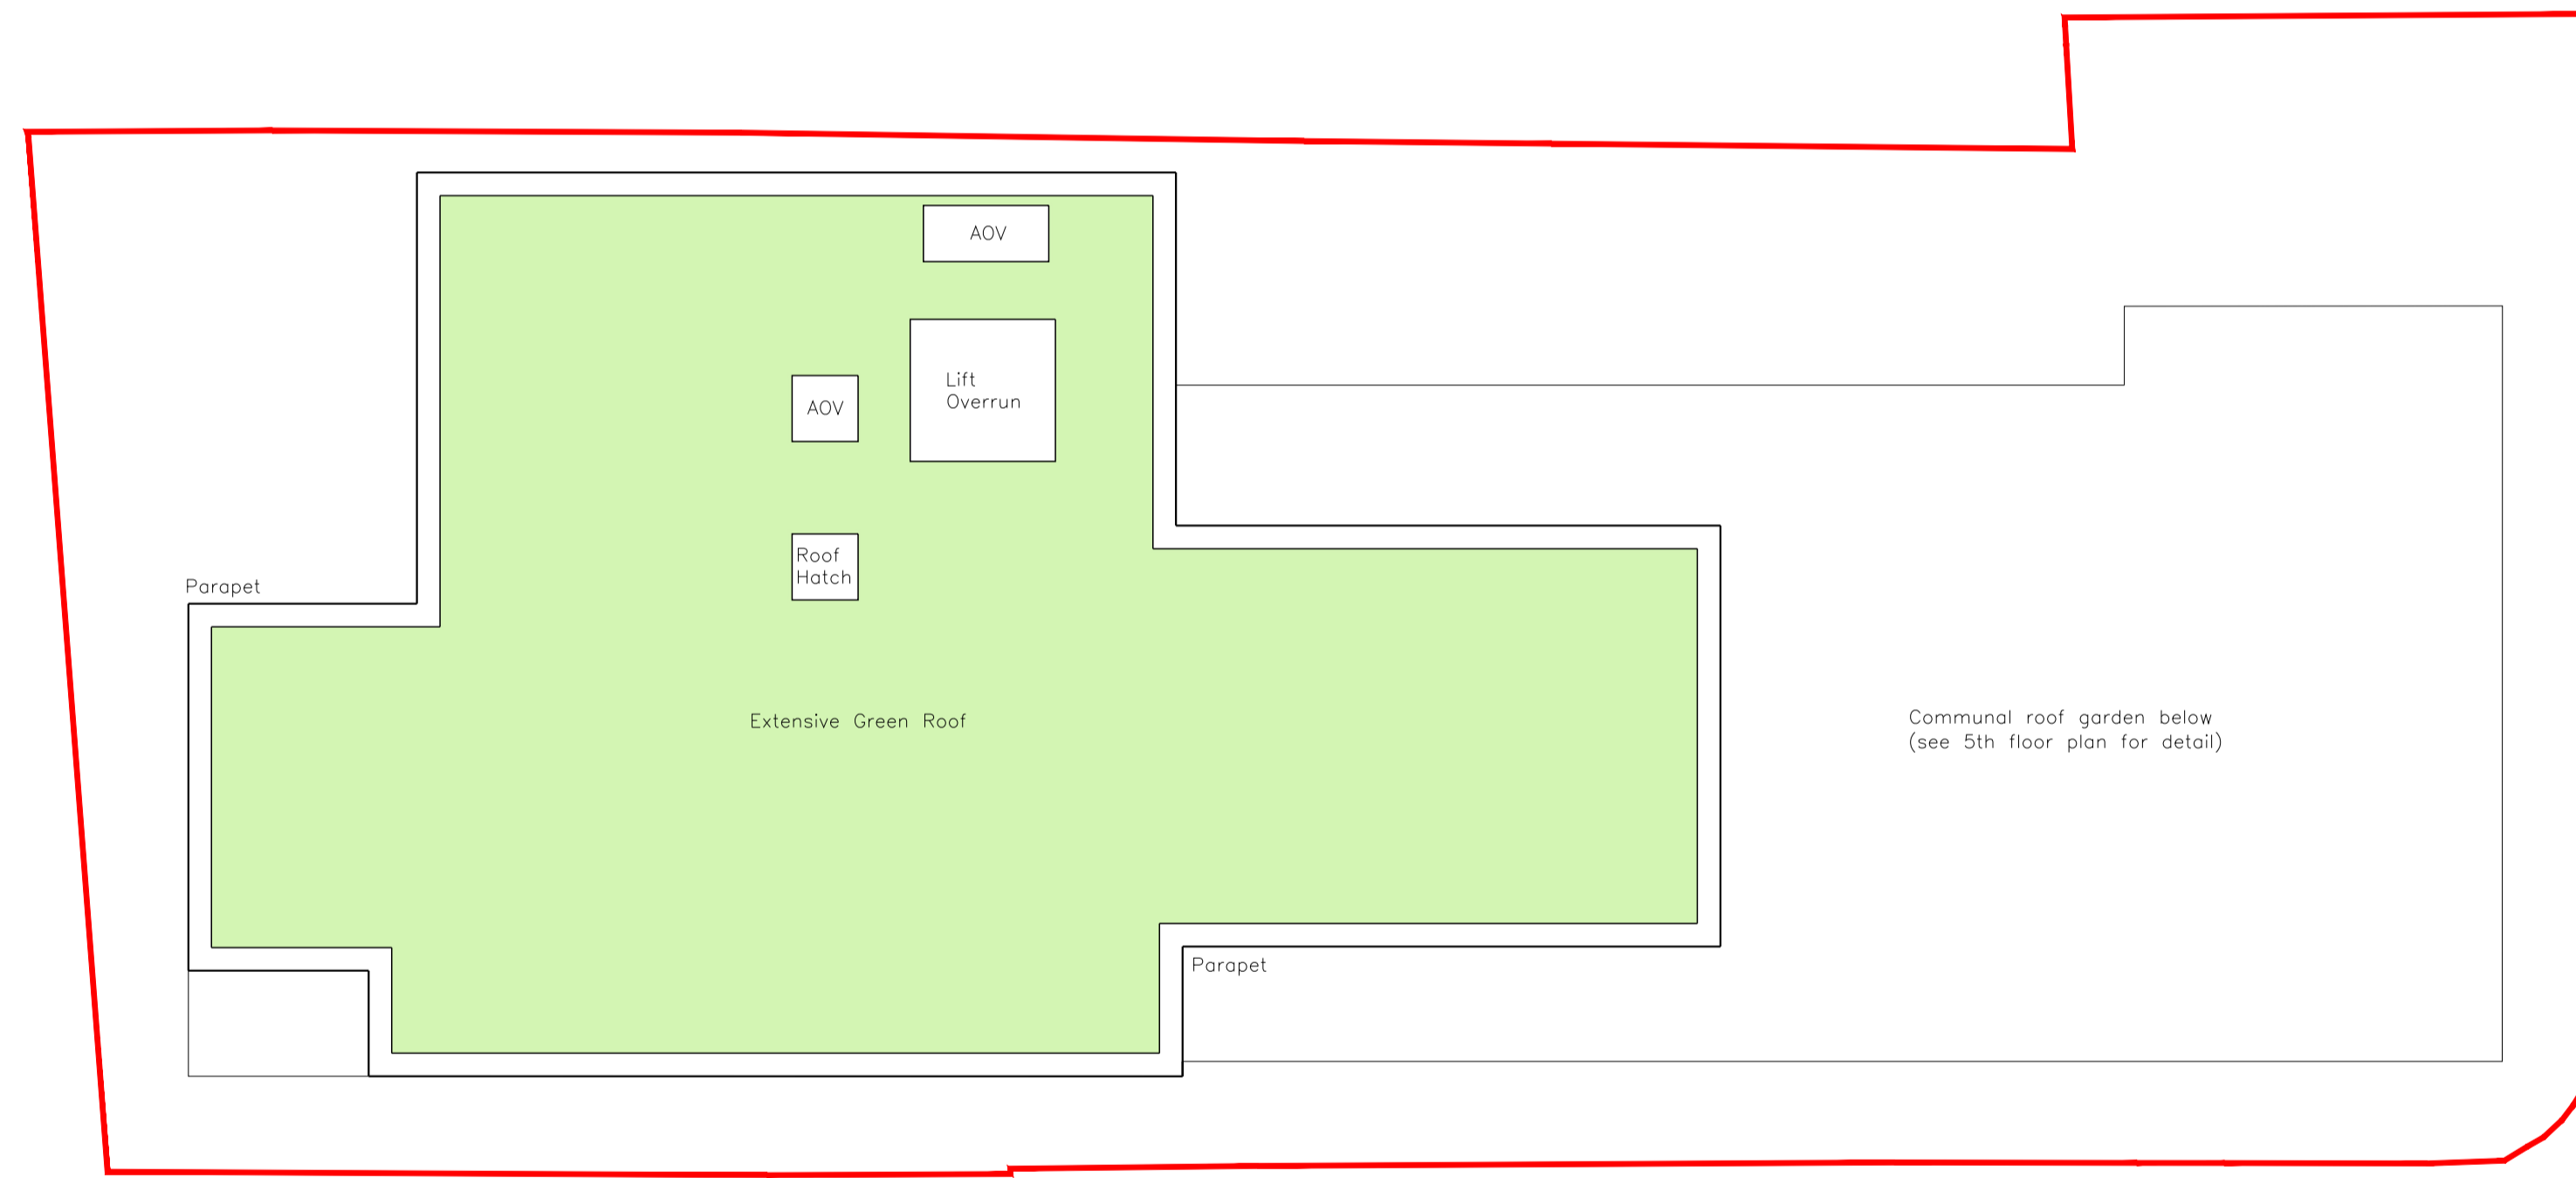 AOV
Lift
Overrun
AOV
Roof
Hatch
Parapet
Extensive Green Roof
Communal roof garden below
(see 5th floor plan for detail)
Parapet